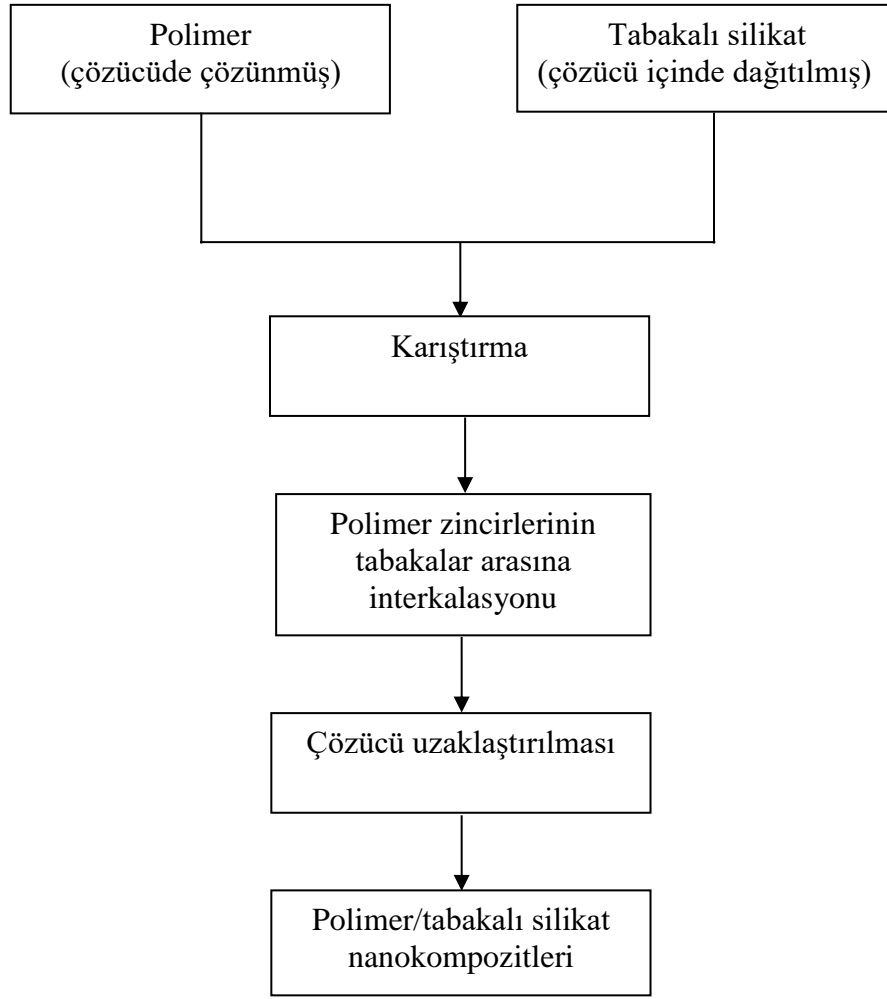 Polimer
(çözücüde çözünmüş)
Tabakalı silikat
(çözücü içinde dağıtılmış)
Karıştırma
Polimer zincirlerinin
tabakalar arasına
interkalasyonu
Çözücü uzaklaştırılması
Polimer/tabakalı silikat
nanokompozitleri